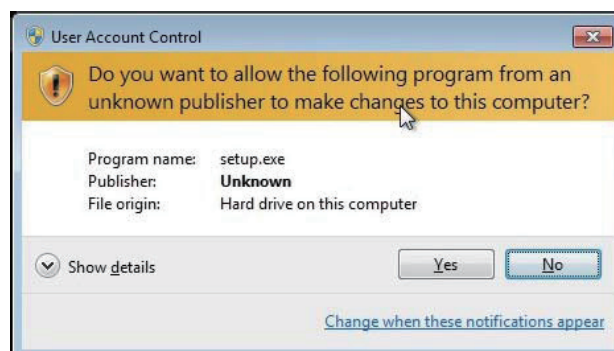 User Account Control
Do you want to allow the following program from an
unknown publisher to make changes to this computer?
Program name: setup.exe
Publisher: Unknown
File origin: Hard drive on this computer
Show details
Yes No
Change when these notifications appear